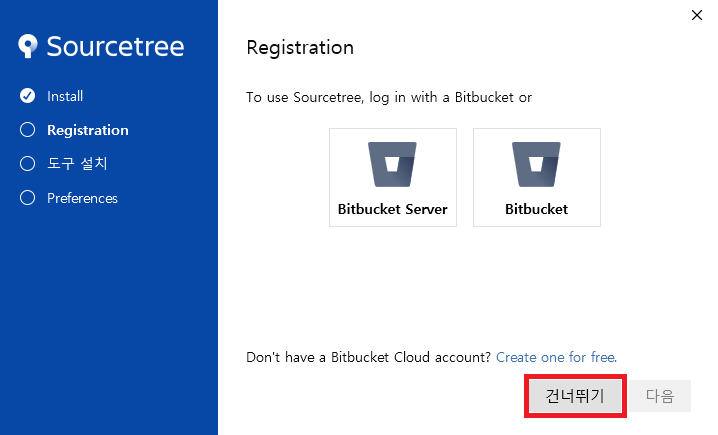 Sourcetree
Install
Registration
도구 설치
Preferences
Registration
To use Sourcetree, log in with a Bitbucket or
Bitbucket Server
Bitbucket
Don't have a Bitbucket Cloud account? Create one for free.
건너뛰기
다음